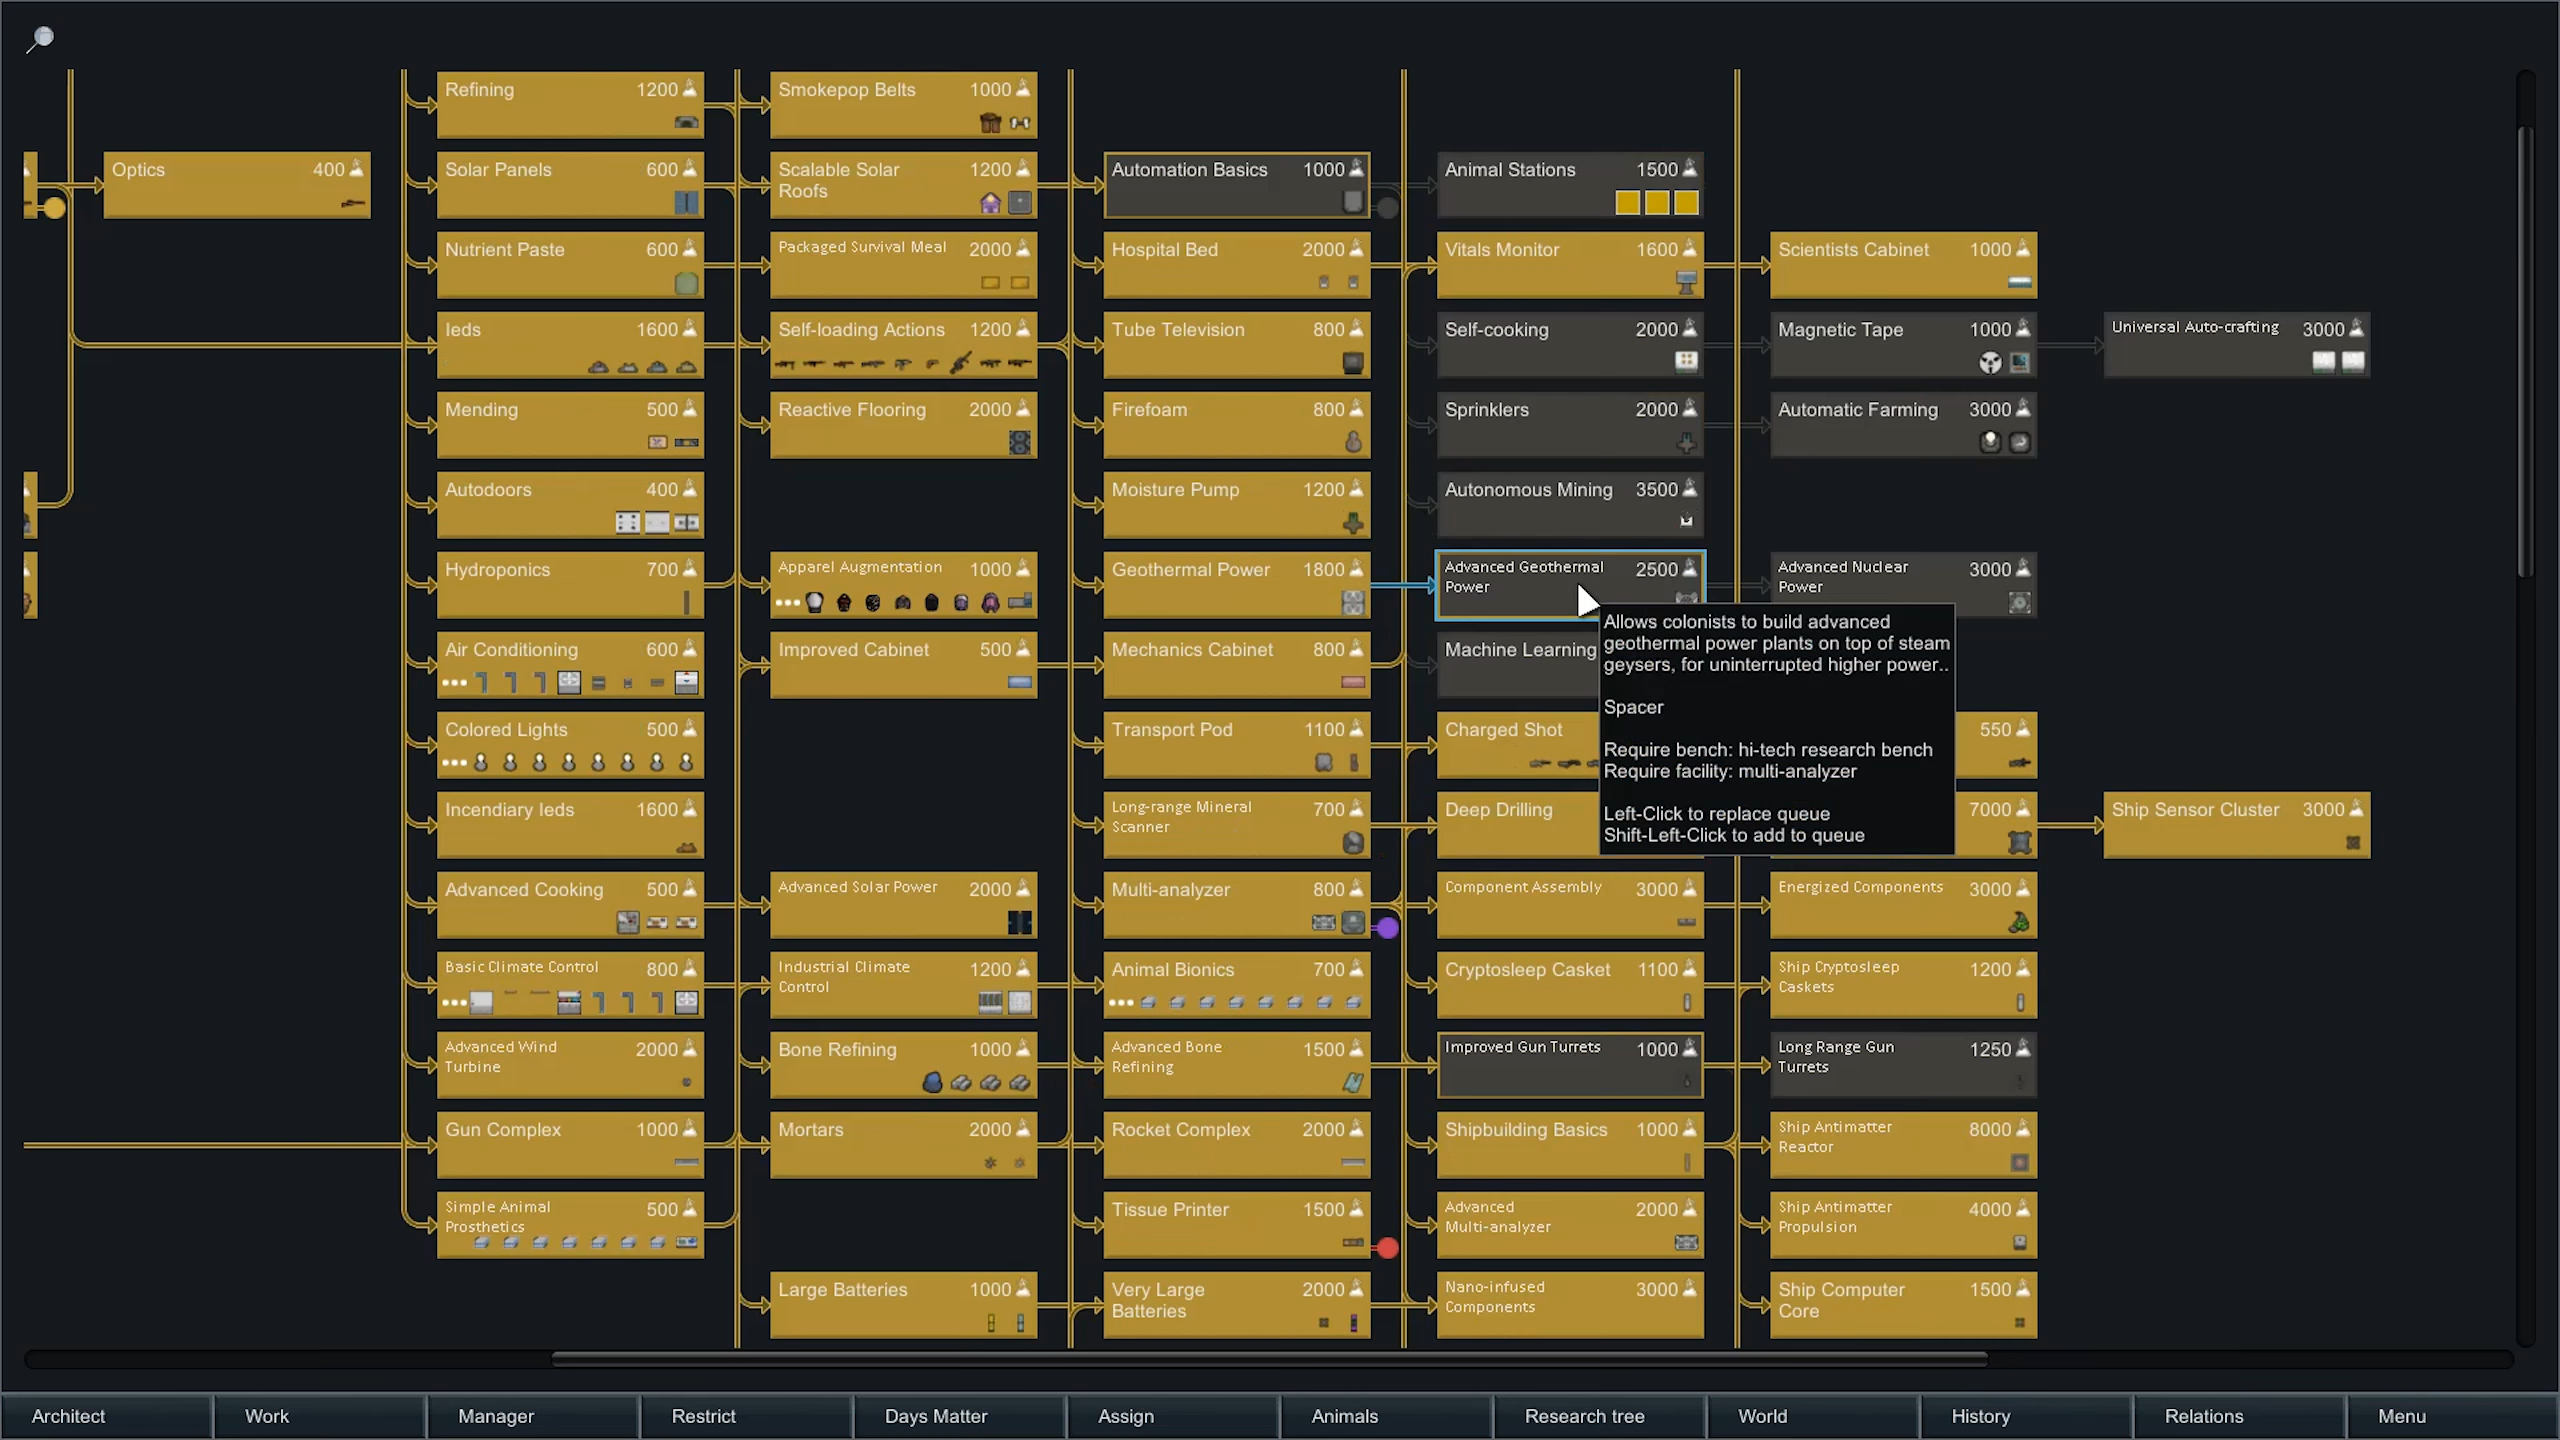 Refining 1200
Smokepop Belts 1000
Optics 400
Solar Panels 600
Scalable Solar
Roofs
1200
Automation Basics 1000
Animal Stations 1500
Nutrient Paste 600
Packaged Survival Meal 2000
Hospital Bed 2000
Vitals Monitor 1600
Scientists Cabinet 1000
Ieds 1600
Self-loading Actions 1200
Tube Television 800
Self-cooking 2000
Magnetic Tape 1000
Universal Auto-crafting 3000
Mending 500
Reactive Flooring 2000
Firefoam 800
Sprinklers 2000
Automatic Farming 3000
Autodoors 400
Moisture Pump 1200
Autonomous Mining 3500
Hydroponics 700
Apparel Augmentation 1000
Geothermal Power 1800
Advanced Geothermal
Power
2500
Advanced Nuclear
Power
3000
Air Conditioning 600
Improved Cabinet 500
Mechanics Cabinet 800
Machine Learning
Allows colonists to build advanced
geothermal power plants on top of steam
geysers, for uninterrupted higher power..
Spacer
Require bench: hi-tech research bench
Require facility: multi-analyzer
Left-Click to replace queue
Shift-Left-Click to add to queue
Colored Lights 500
Transport Pod 1100
Charged Shot
550
Incendiary Ieds 1600
Long-range Mineral
Scanner
700
Deep Drilling
7000
Ship Sensor Cluster 3000
Advanced Cooking 500
Advanced Solar Power 2000
Multi-analyzer 800
Component Assembly 3000
Energized Components 3000
Basic Climate Control 800
Industrial Climate
Control
1200
Animal Bionics 700
Cryptosleep Casket 1100
Ship Cryptosleep
Caskets
1200
Advanced Wind
Turbine
2000
Bone Refining 1000
Advanced Bone
Refining
1500
Improved Gun Turrets 1000
Long Range Gun
Turrets
1250
Gun Complex 1000
Mortars 2000
Rocket Complex 2000
Shipbuilding Basics 1000
Ship Antimatter
Reactor
8000
Simple Animal
Prosthetics
500
Tissue Printer 1500
Advanced
Multi-analyzer
2000
Ship Antimatter
Propulsion
4000
Large Batteries 1000
Very Large
Batteries
2000
Nano-infused
Components
3000
Ship Computer
Core
1500
Architect
Work
Manager
Restrict
Days Matter
Assign
Animals
Research tree
World
History
Relations
Menu